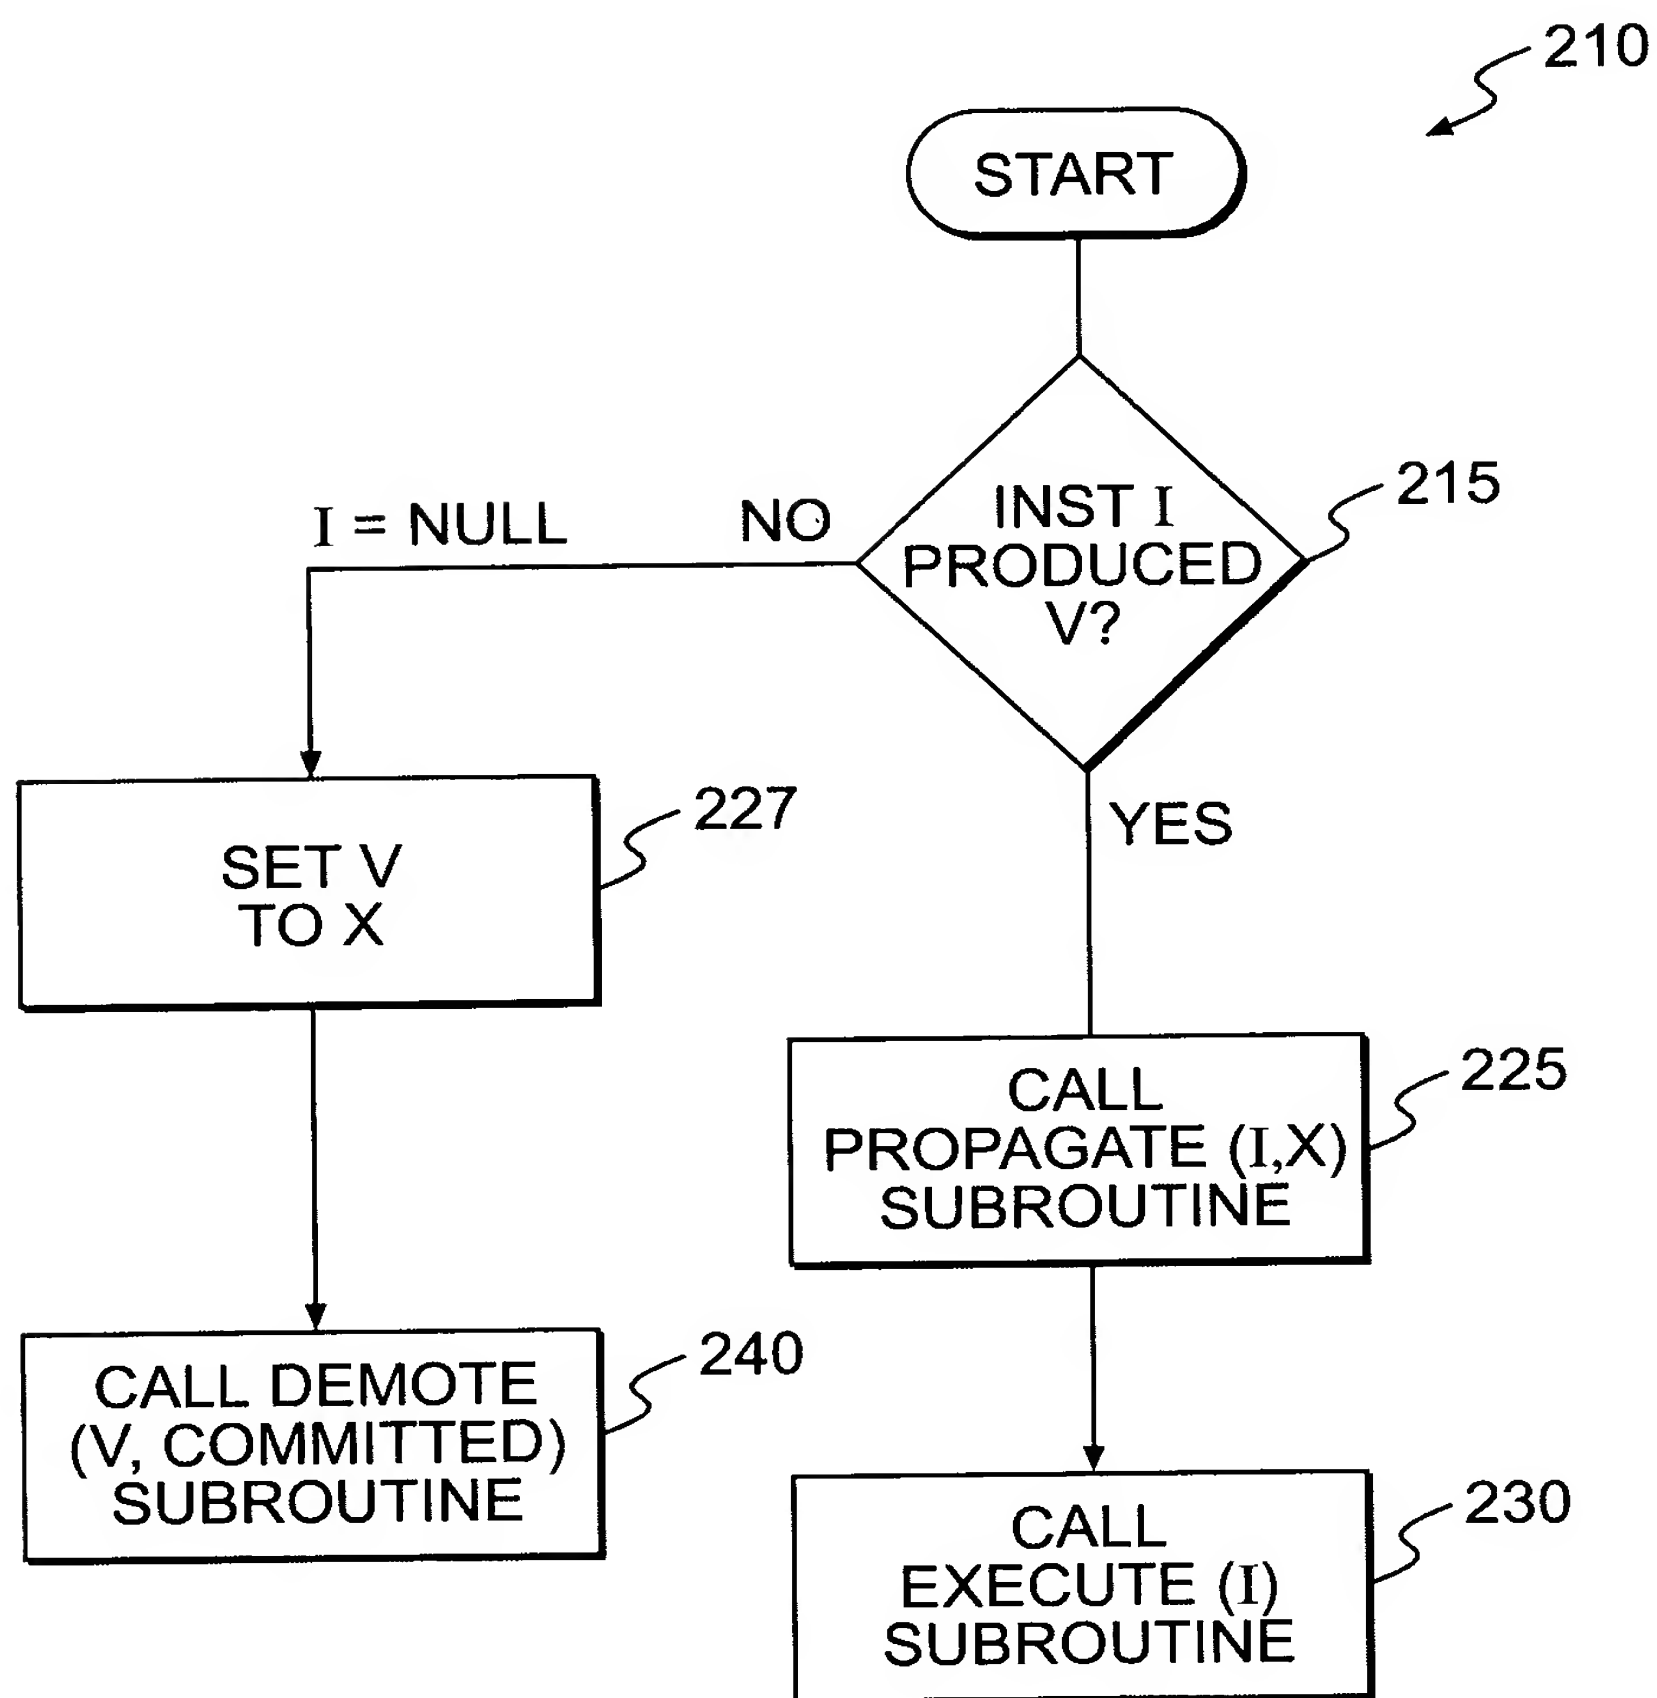 210
START
215
INST I
PRODUCED
V?
I = NULL
NO
YES
227
SET V
TO X
225
CALL
PROPAGATE (I,X)
SUBROUTINE
240
CALL DEMOTE
(V, COMMITTED)
SUBROUTINE
230
CALL
EXECUTE (I)
SUBROUTINE